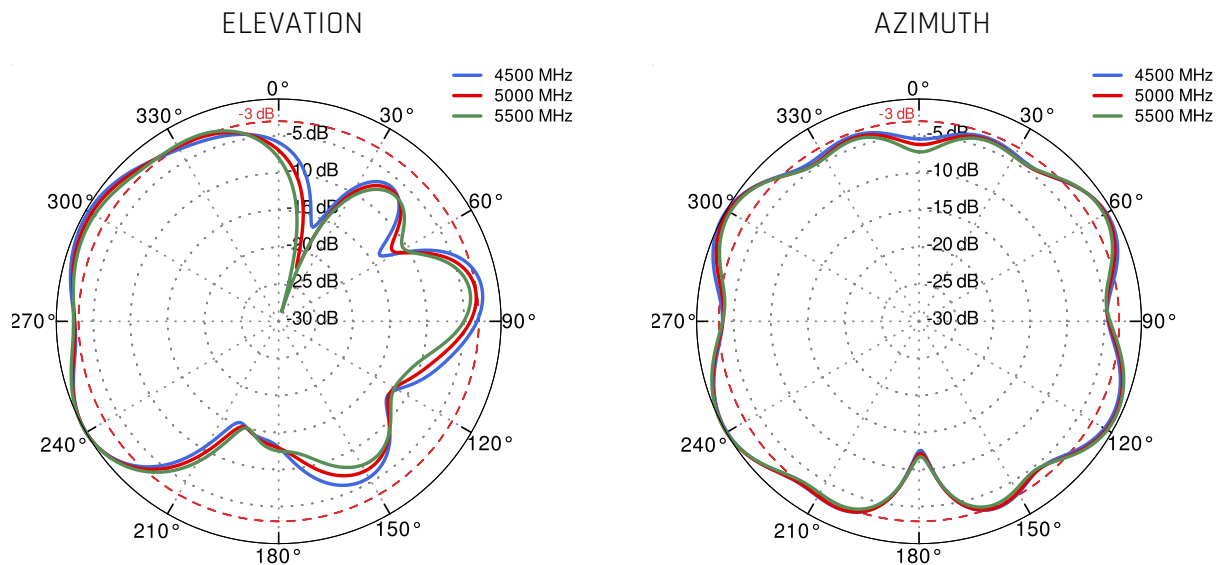 ELEVATION
4500 MHz
5000 MHz
5500 MHz
0°
-3 dB
330°
30°
-5 dB
-10 dB
300°
60°
-15 dB
-20 dB
-25 dB
270°
-30 dB
90°
240°
120°
210°
150°
180°
AZIMUTH
4500 MHz
5000 MHz
5500 MHz
0°
-3 dB
330°
30°
-5 dB
-10 dB
300°
60°
-15 dB
-20 dB
-25 dB
270°
-30 dB
90°
240°
120°
210°
150°
180°